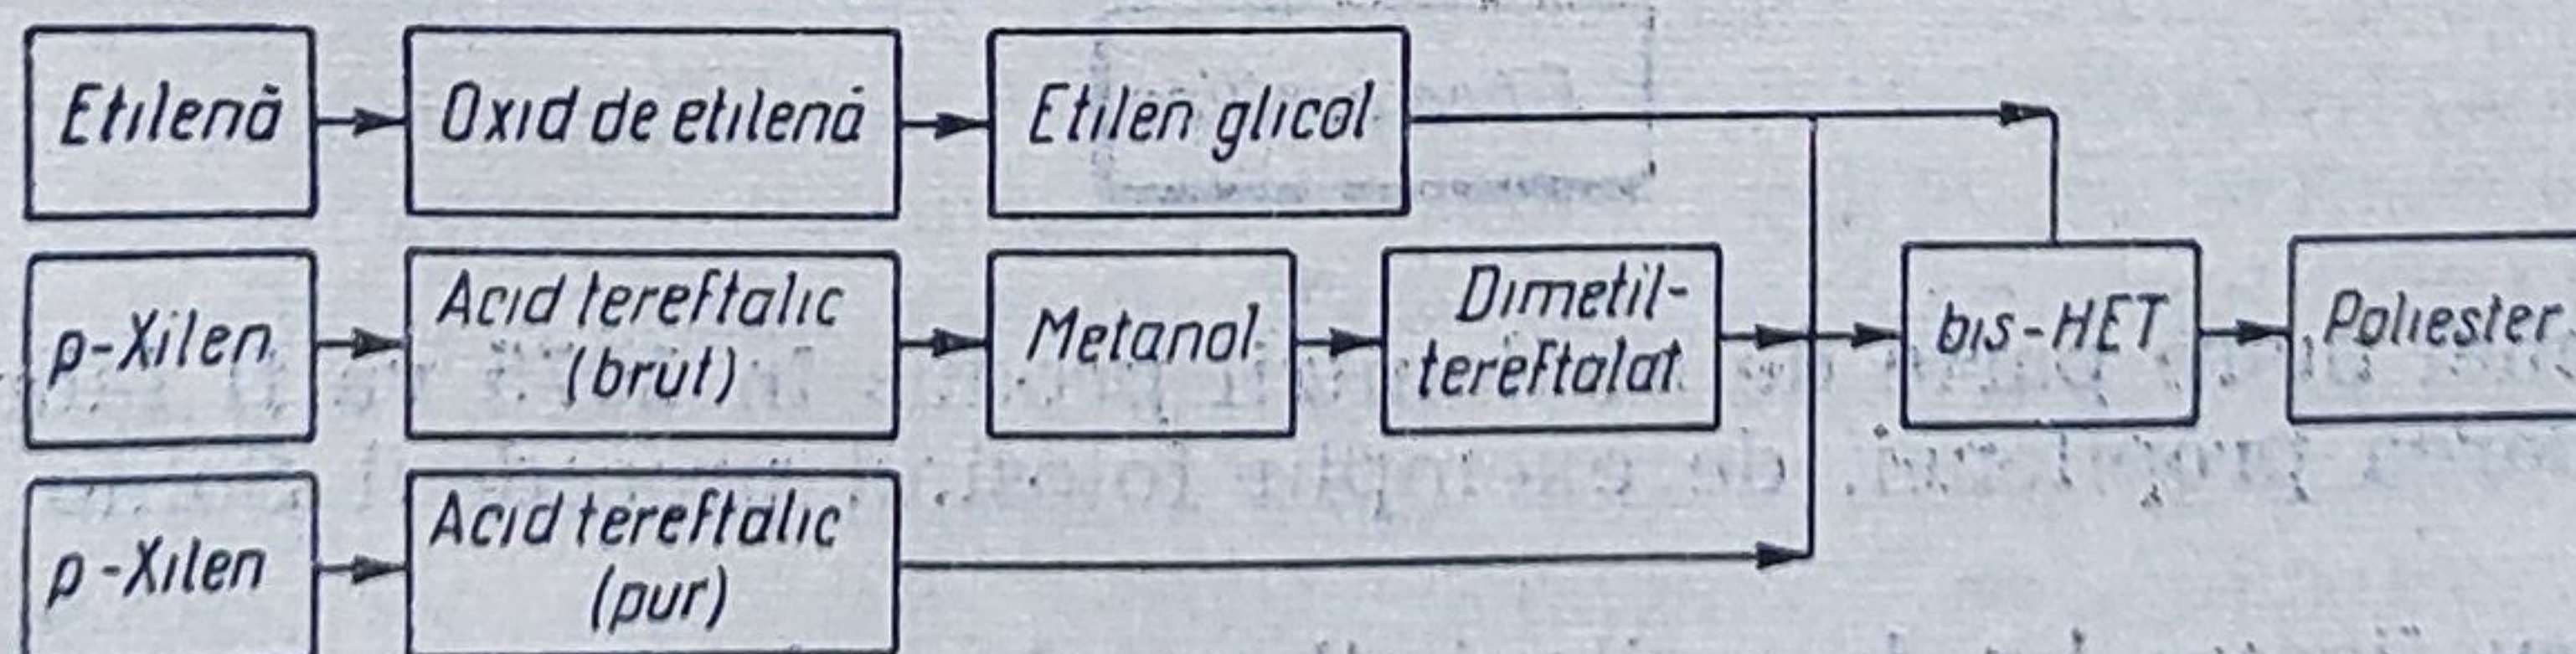 Etilenă
Oxid de etilenă
Etilen glicol
p-Xilen
Acid tereftalic
(brut)
Metanol
Dimetil-
tereftalat
bis-HET
Poliester
p-Xilen
Acid tereftalic
(pur)